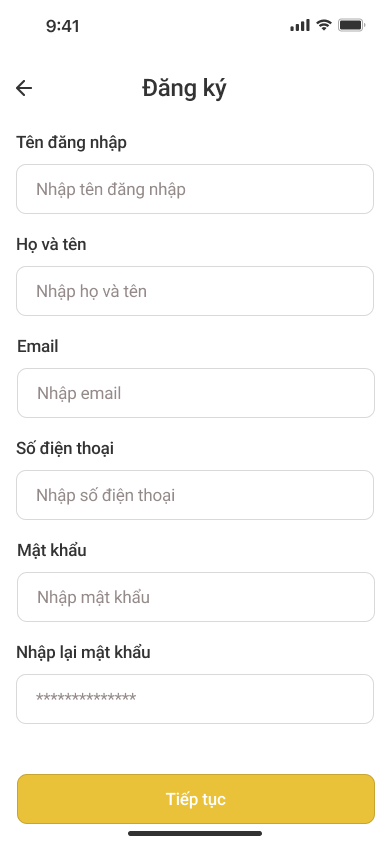 9:41
Đăng ký
Tên đăng nhập
Nhập tên đăng nhập
Họ và tên
Nhập họ và tên
Email
Nhập email
Số điện thoại
Nhập số điện thoại
Mật khẩu
Nhập mật khẩu
Nhập lại mật khẩu
**************
Tiếp tục